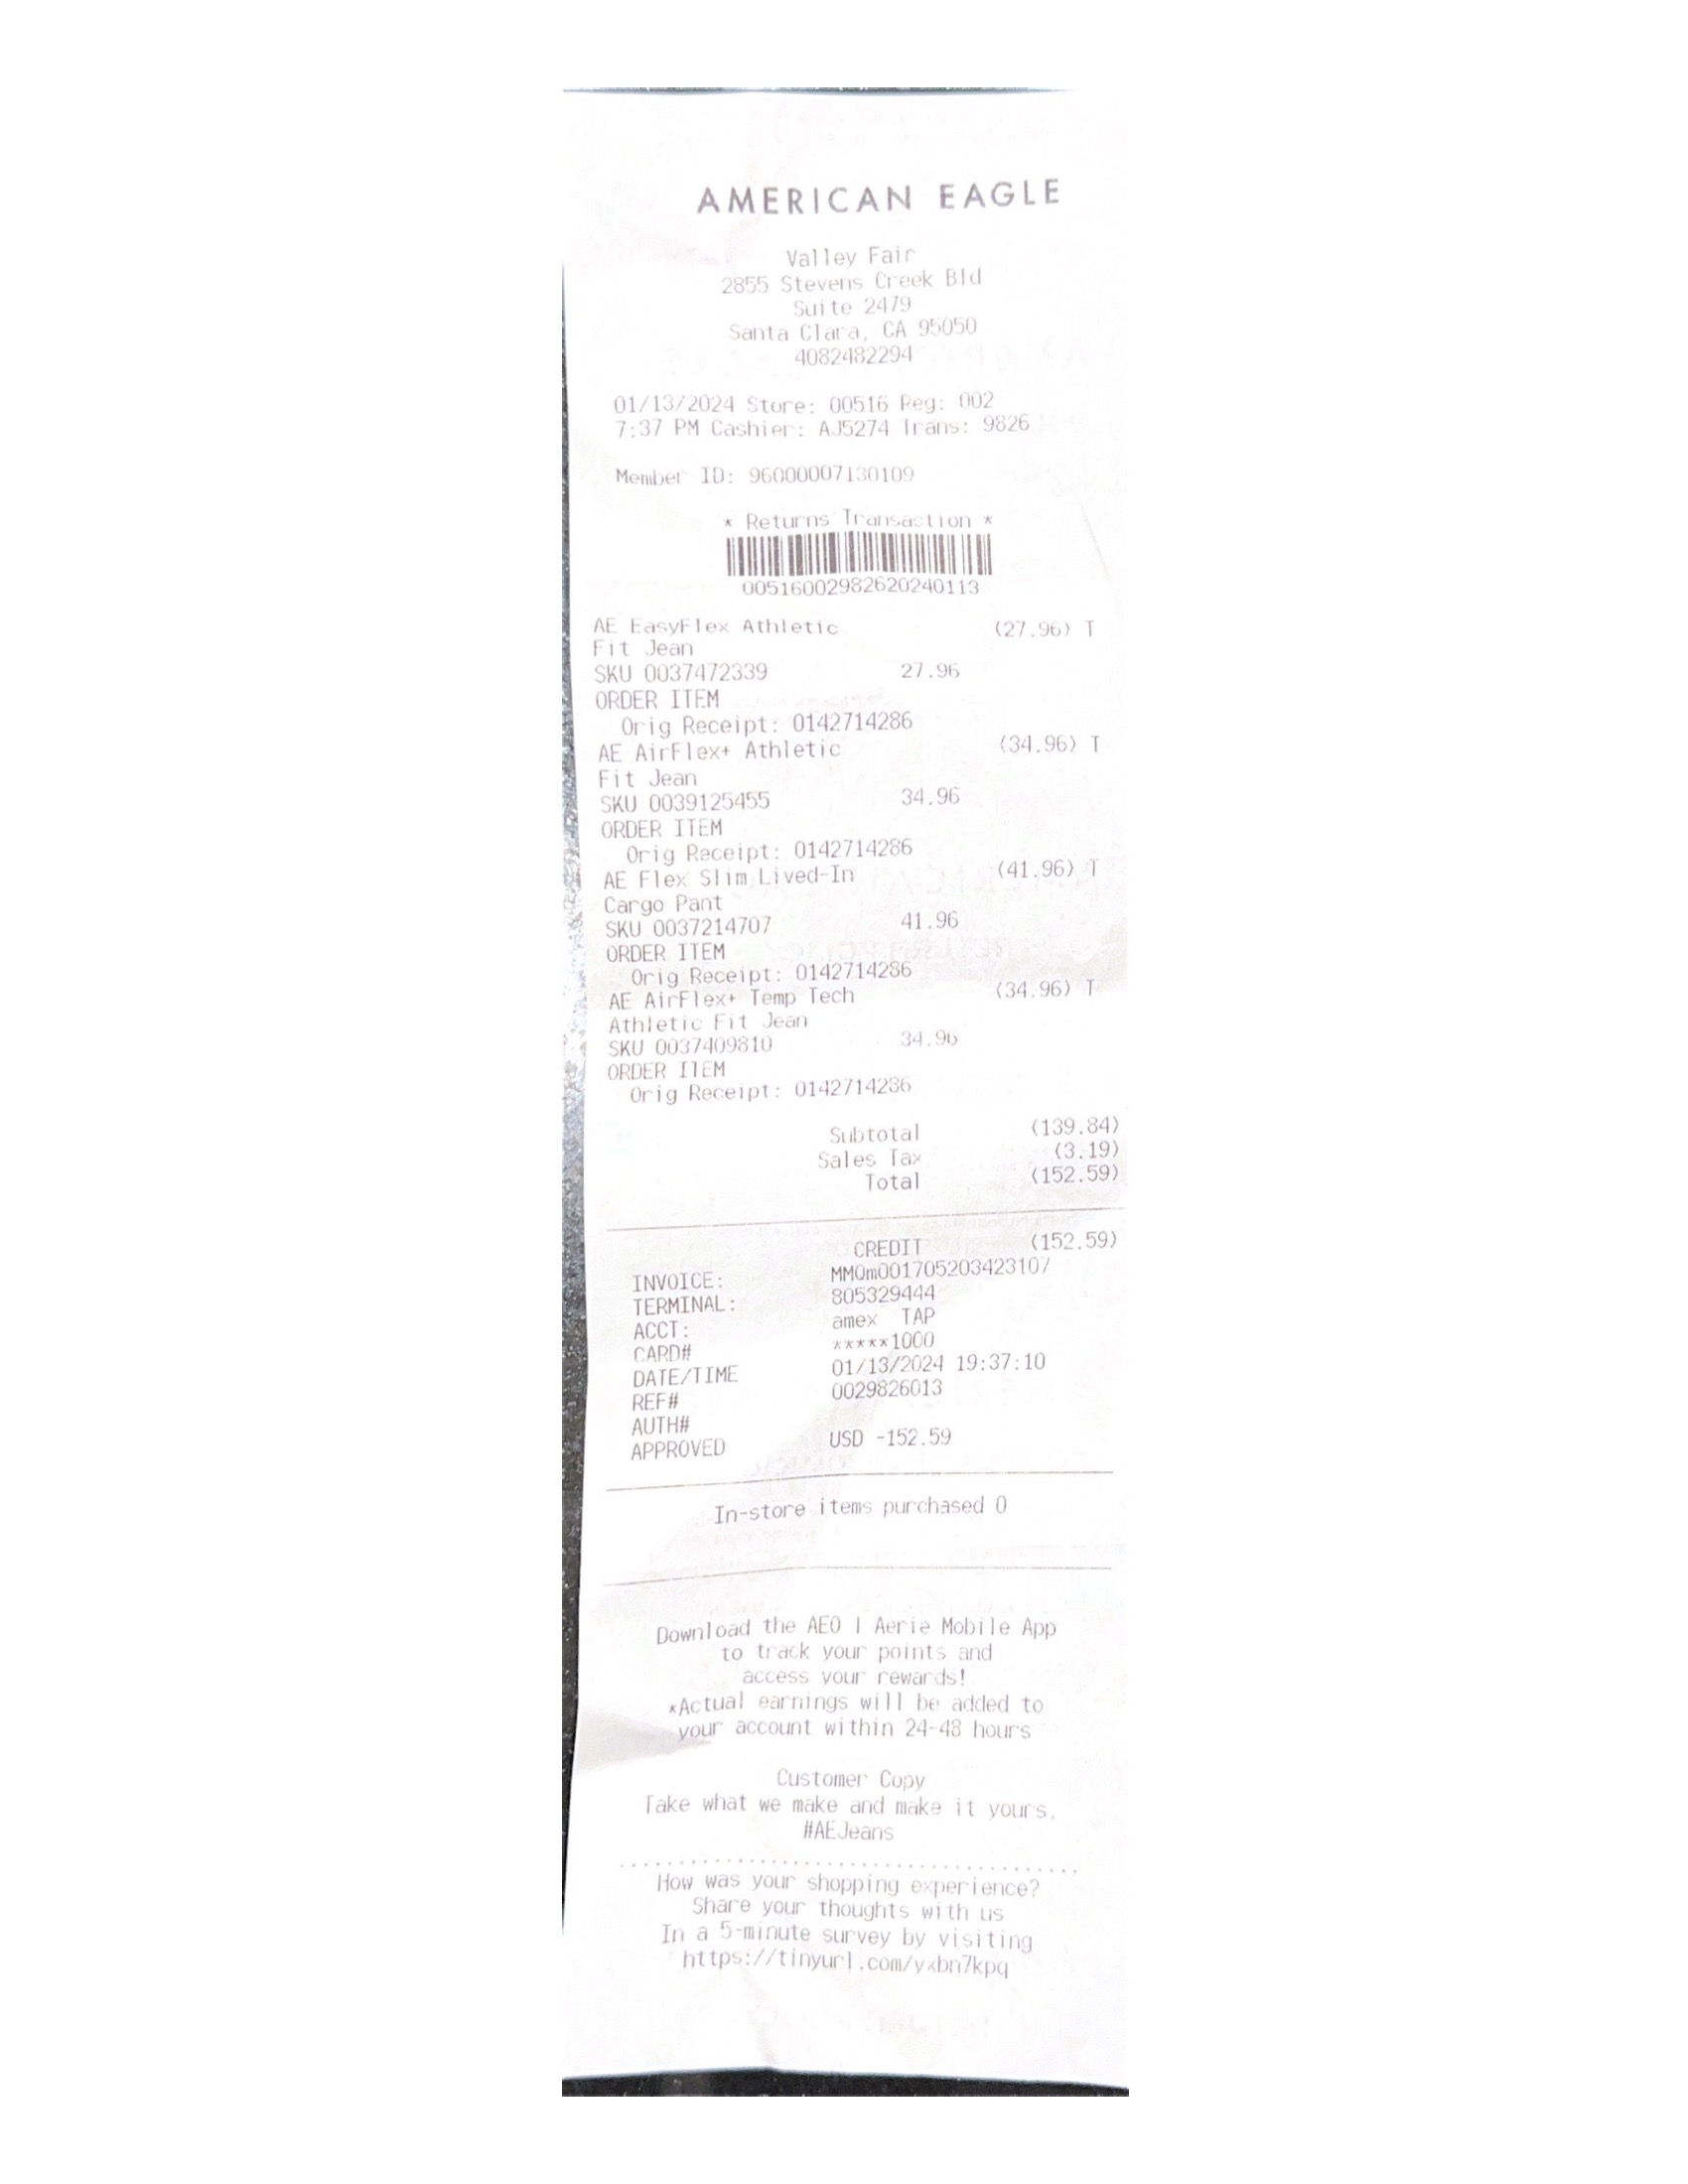 AMERICAN EAGLE
Valley Fair
2855 Stevens Creek Bld
Suite 2479
Santa Clara, CA 95050
4082482294
01/13/2024 Store: 00516 Reg: 002
7:37 PM Cashier: AJ5274 Trans: 9826
Member ID: 96000007130109
* Returns Transaction *
00516002982620240113
AE EasyFlex Athletic (27.96) T
Fit Jean
SKU 0037472339 27.96
ORDER ITEM
Orig Receipt: 0142714286
AE AirFlex+ Athletic (34.96) T
Fit Jean
SKU 0039125455 34.96
ORDER ITEM
Orig Receipt: 0142714286
AE Flex Slim Lived-In (41.96) T
Cargo Pant
SKU 0037214707 41.96
ORDER ITEM
Orig Receipt: 0142714286
AE AirFlex+ Temp Tech (34.96) T
Athletic Fit Jean
SKU 0037409810 34.96
ORDER ITEM
Orig Receipt: 0142714286
Subtotal (139.84)
Sales Tax (3.19)
Total (152.59)
CREDIT (152.59)
INVOICE: MMQm001705203423107
TERMINAL: 805329444
ACCT: amex TAP
CARD# *****1000
DATE/TIME 01/13/2024 19:37:10
REF# 0029826013
AUTH#
APPROVED USD -152.59
In-store items purchased 0
Download the AEO | Aerie Mobile App
to track your points and
access your rewards!
*Actual earnings will be added to
your account within 24-48 hours
Customer Copy
Take what we make and make it yours.
#AEJeans
How was your shopping experience?
Share your thoughts with us
In a 5-minute survey by visiting
https://tinyurl.com/yxbn7kpq